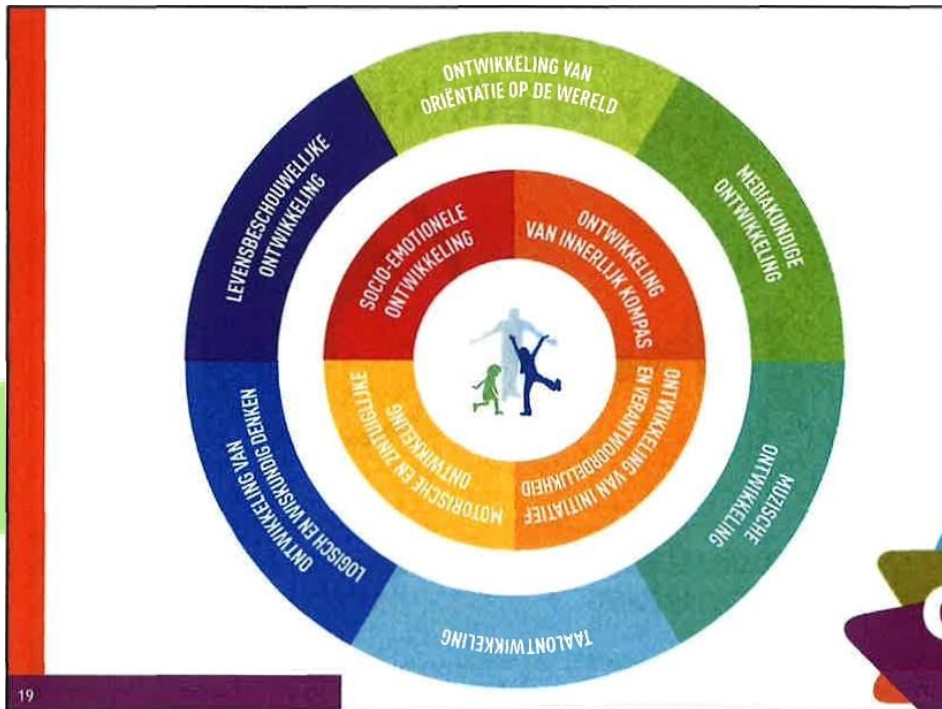 ONTWIKKELING VAN
ORIËNTATIE OP DE WERELD
MEDIAKUNDIGE
ONTWIKKELING
MUZISCHE
ONTWIKKELING
TAALONTWIKKELING
ONTWIKKELING VAN
LOGISCH EN WISKUNDIG DENKEN
LEVENSBESCHOUWELIJKE
ONTWIKKELING
SOCIO-EMOTIONELE
ONTWIKKELING
ONTWIKKELING
VAN INNERLIJK KOMPAS
ONTWIKKELING VAN INITIATIEF
EN VERANTWOORDELIJKHEID
MOTORISCHE EN ZINTUIGLIJKE
ONTWIKKELING
19